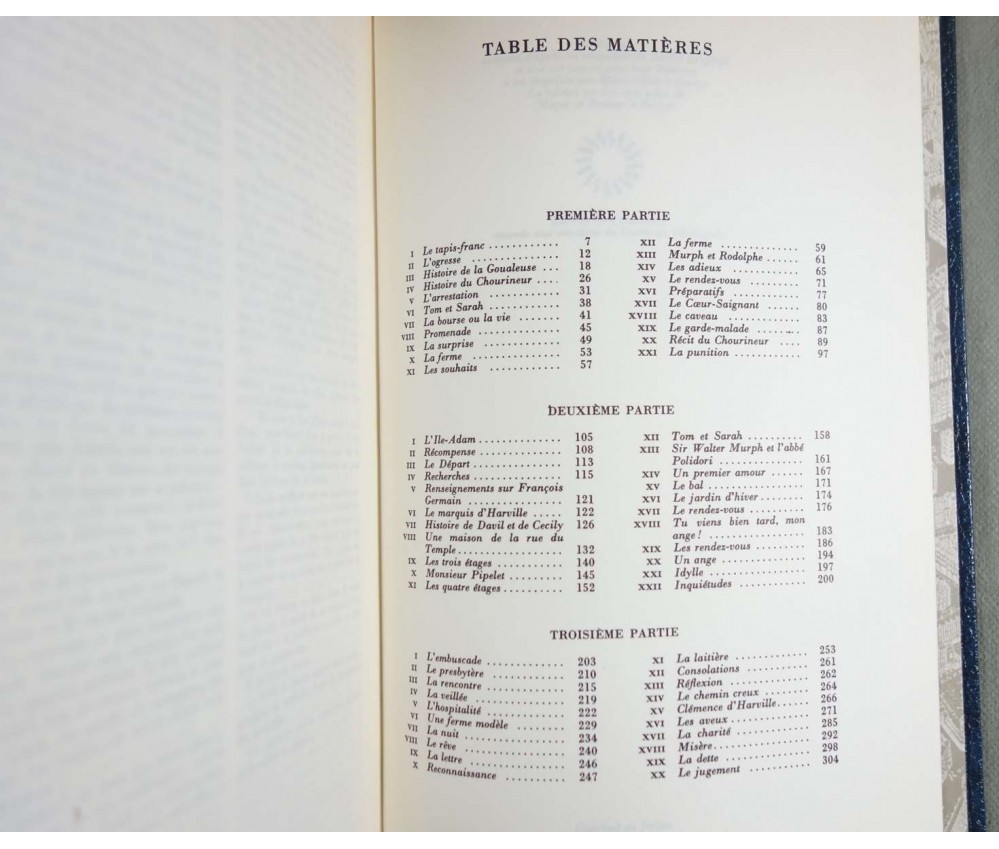 TABLE DES MATIÈRES
PREMIÈRE PARTIE
I Le tapis-franc ............ 7
II L'ogresse ............ 12
III Histoire de la Goualeuse ... 18
IV Histoire du Chourineur .... 26
V L'arrestation ............ 31
VI Tom et Sarah ............ 38
VII La bourse ou la vie ....... 41
VIII Promenade ............ 45
IX La surprise ............ 49
X La ferme ............ 53
XI Les souhaits ............ 57
XII La ferme ............ 59
XIII Murph et Rodolphe ...... 61
XIV Les adieux ............ 65
XV Le rendez-vous ......... 71
XVI Préparatifs ............ 77
XVII Le Cœur-Saignant ....... 80
XVIII Le caveau ............ 83
XIX Le garde-malade ........ 87
XX Récit du Chourineur .... 89
XXI La punition ............ 97
DEUXIÈME PARTIE
I L'Ile-Adam ............. 105
II Récompense ............ 108
III Le Départ ............ 113
IV Recherches ............ 115
V Renseignements sur François
Germain ............ 121
VI Le marquis d'Harville ..... 122
VII Histoire de Davil et de Cecily 126
VIII Une maison de la rue du
Temple ............ 132
IX Les trois étages ......... 140
X Monsieur Pipelet ........ 145
XI Les quatre étages ......... 152
XII Tom et Sarah .......... 158
XIII Sir Walter Murph et l'abbé
Polidori ............ 161
XIV Un premier amour ....... 167
XV Le bal ............ 171
XVI Le jardin d'hiver ........ 174
XVII Le rendez-vous ......... 176
XVIII Tu viens bien tard, mon
ange ! ............ 183
XIX Les rendez-vous ......... 186
XX Un ange ............ 194
XXI Idylle ............ 197
XXII Inquiétudes ............ 200
TROISIÈME PARTIE
I L'embuscade ............ 203
II Le presbytère ............ 210
III La rencontre ............ 215
IV La veillée ............ 219
V L'hospitalité ............ 222
VI Une ferme modèle ........ 229
VII La nuit ............ 234
VIII Le rêve ............ 240
IX La lettre ............ 246
X Reconnaissance ......... 247
XI La laitière ............ 253
XII Consolations ............ 261
XIII Réflexion ............ 262
XIV Le chemin creux ........ 264
XV Clémence d'Harville ..... 266
XVI Les aveux ............ 271
XVII La charité ............ 285
XVIII Misère ............ 292
XIX La dette ............ 298
XX Le jugement ......... 304